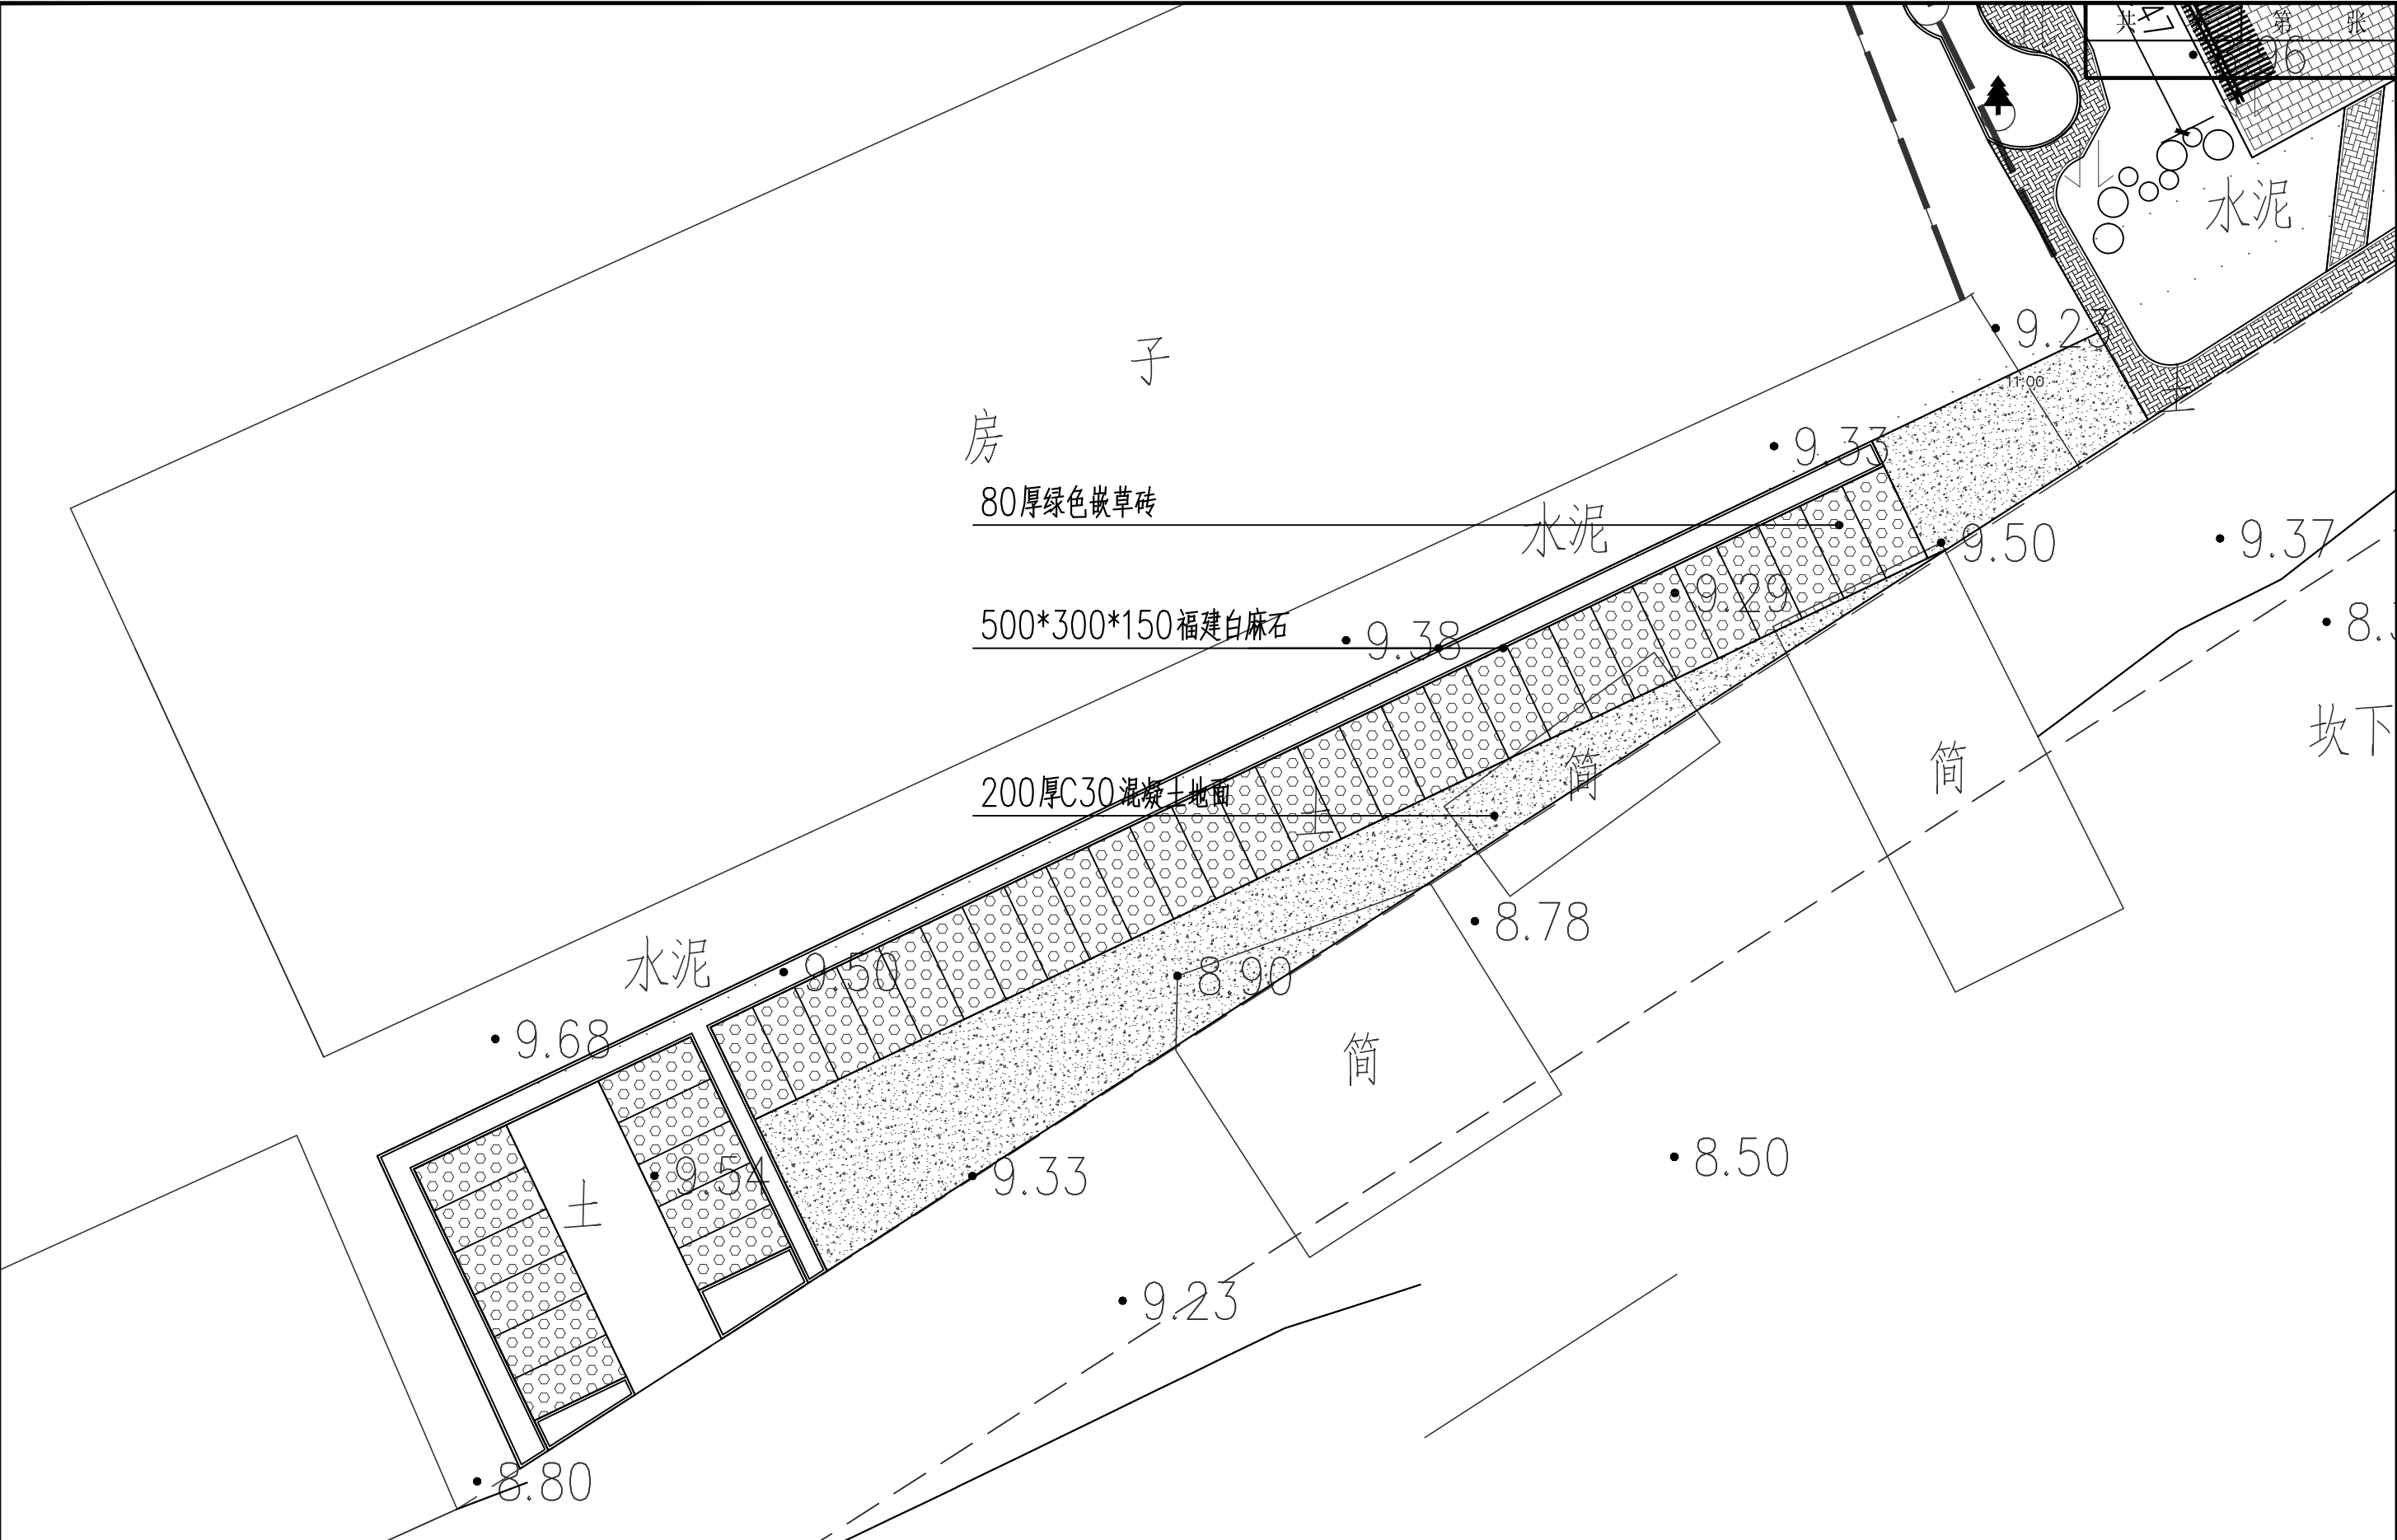 共 第 张
47
水泥
9.23
11.00
土
子
房
9.33
80厚绿色嵌草砖
水泥
9.50
9.37
9.29
500*300*150福建白麻石
9.38
坎下
简
简
200厚C30混凝土地面
土
8.78
水泥
9.50
8.90
9.68
简
8.50
9.54
9.33
土
9.23
8.80